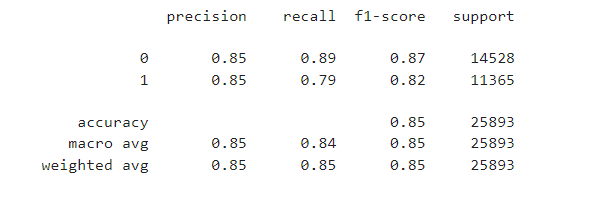 precision recall f1-score support
0 0.85 0.89 0.87 14528
1 0.85 0.79 0.82 11365
accuracy 0.85 25893
macro avg 0.85 0.84 0.85 25893
weighted avg 0.85 0.85 0.85 25893